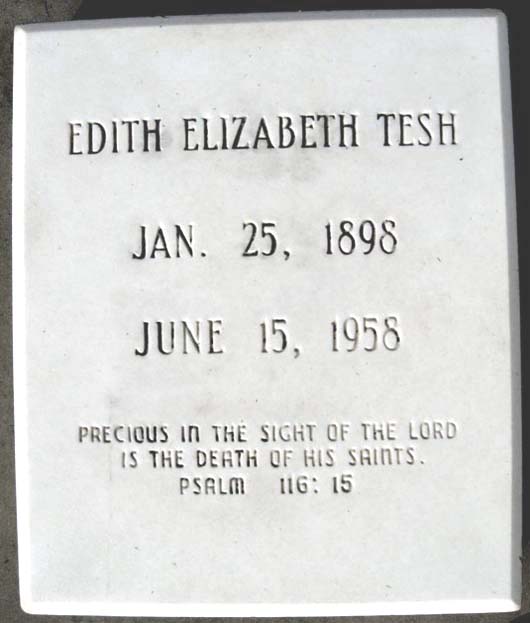 EDITH ELIZABETH TESH
JAN. 25, 1898
JUNE 15, 1958
PRECIOUS IN THE SIGHT OF THE LORD
IS THE DEATH OF HIS SAINTS.
PSALM 116: 15